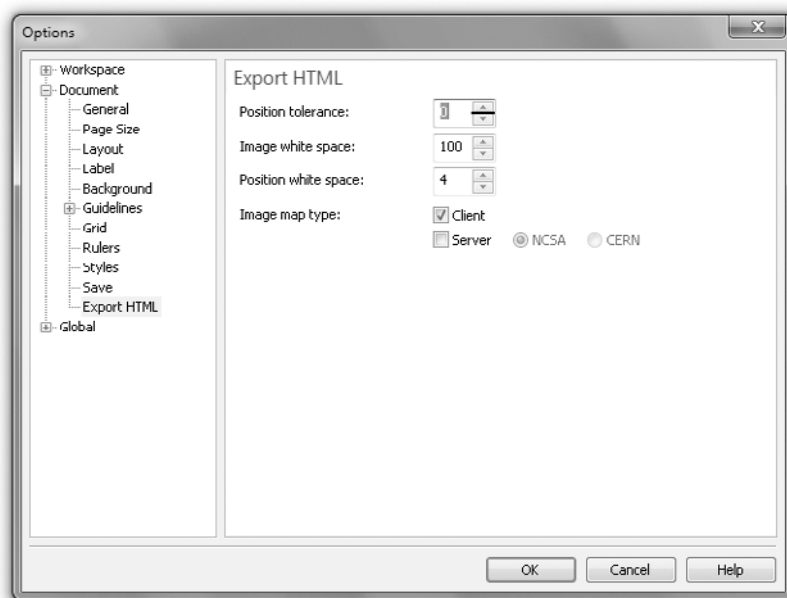 Options
Workspace
Document
General
Page Size
Layout
Label
Background
Guidelines
Grid
Rulers
Styles
Save
Export HTML
Global
Export HTML
Position tolerance: 0
Image white space: 100
Position white space: 4
Image map type: Client
Server NCSA CERN
OK Cancel Help